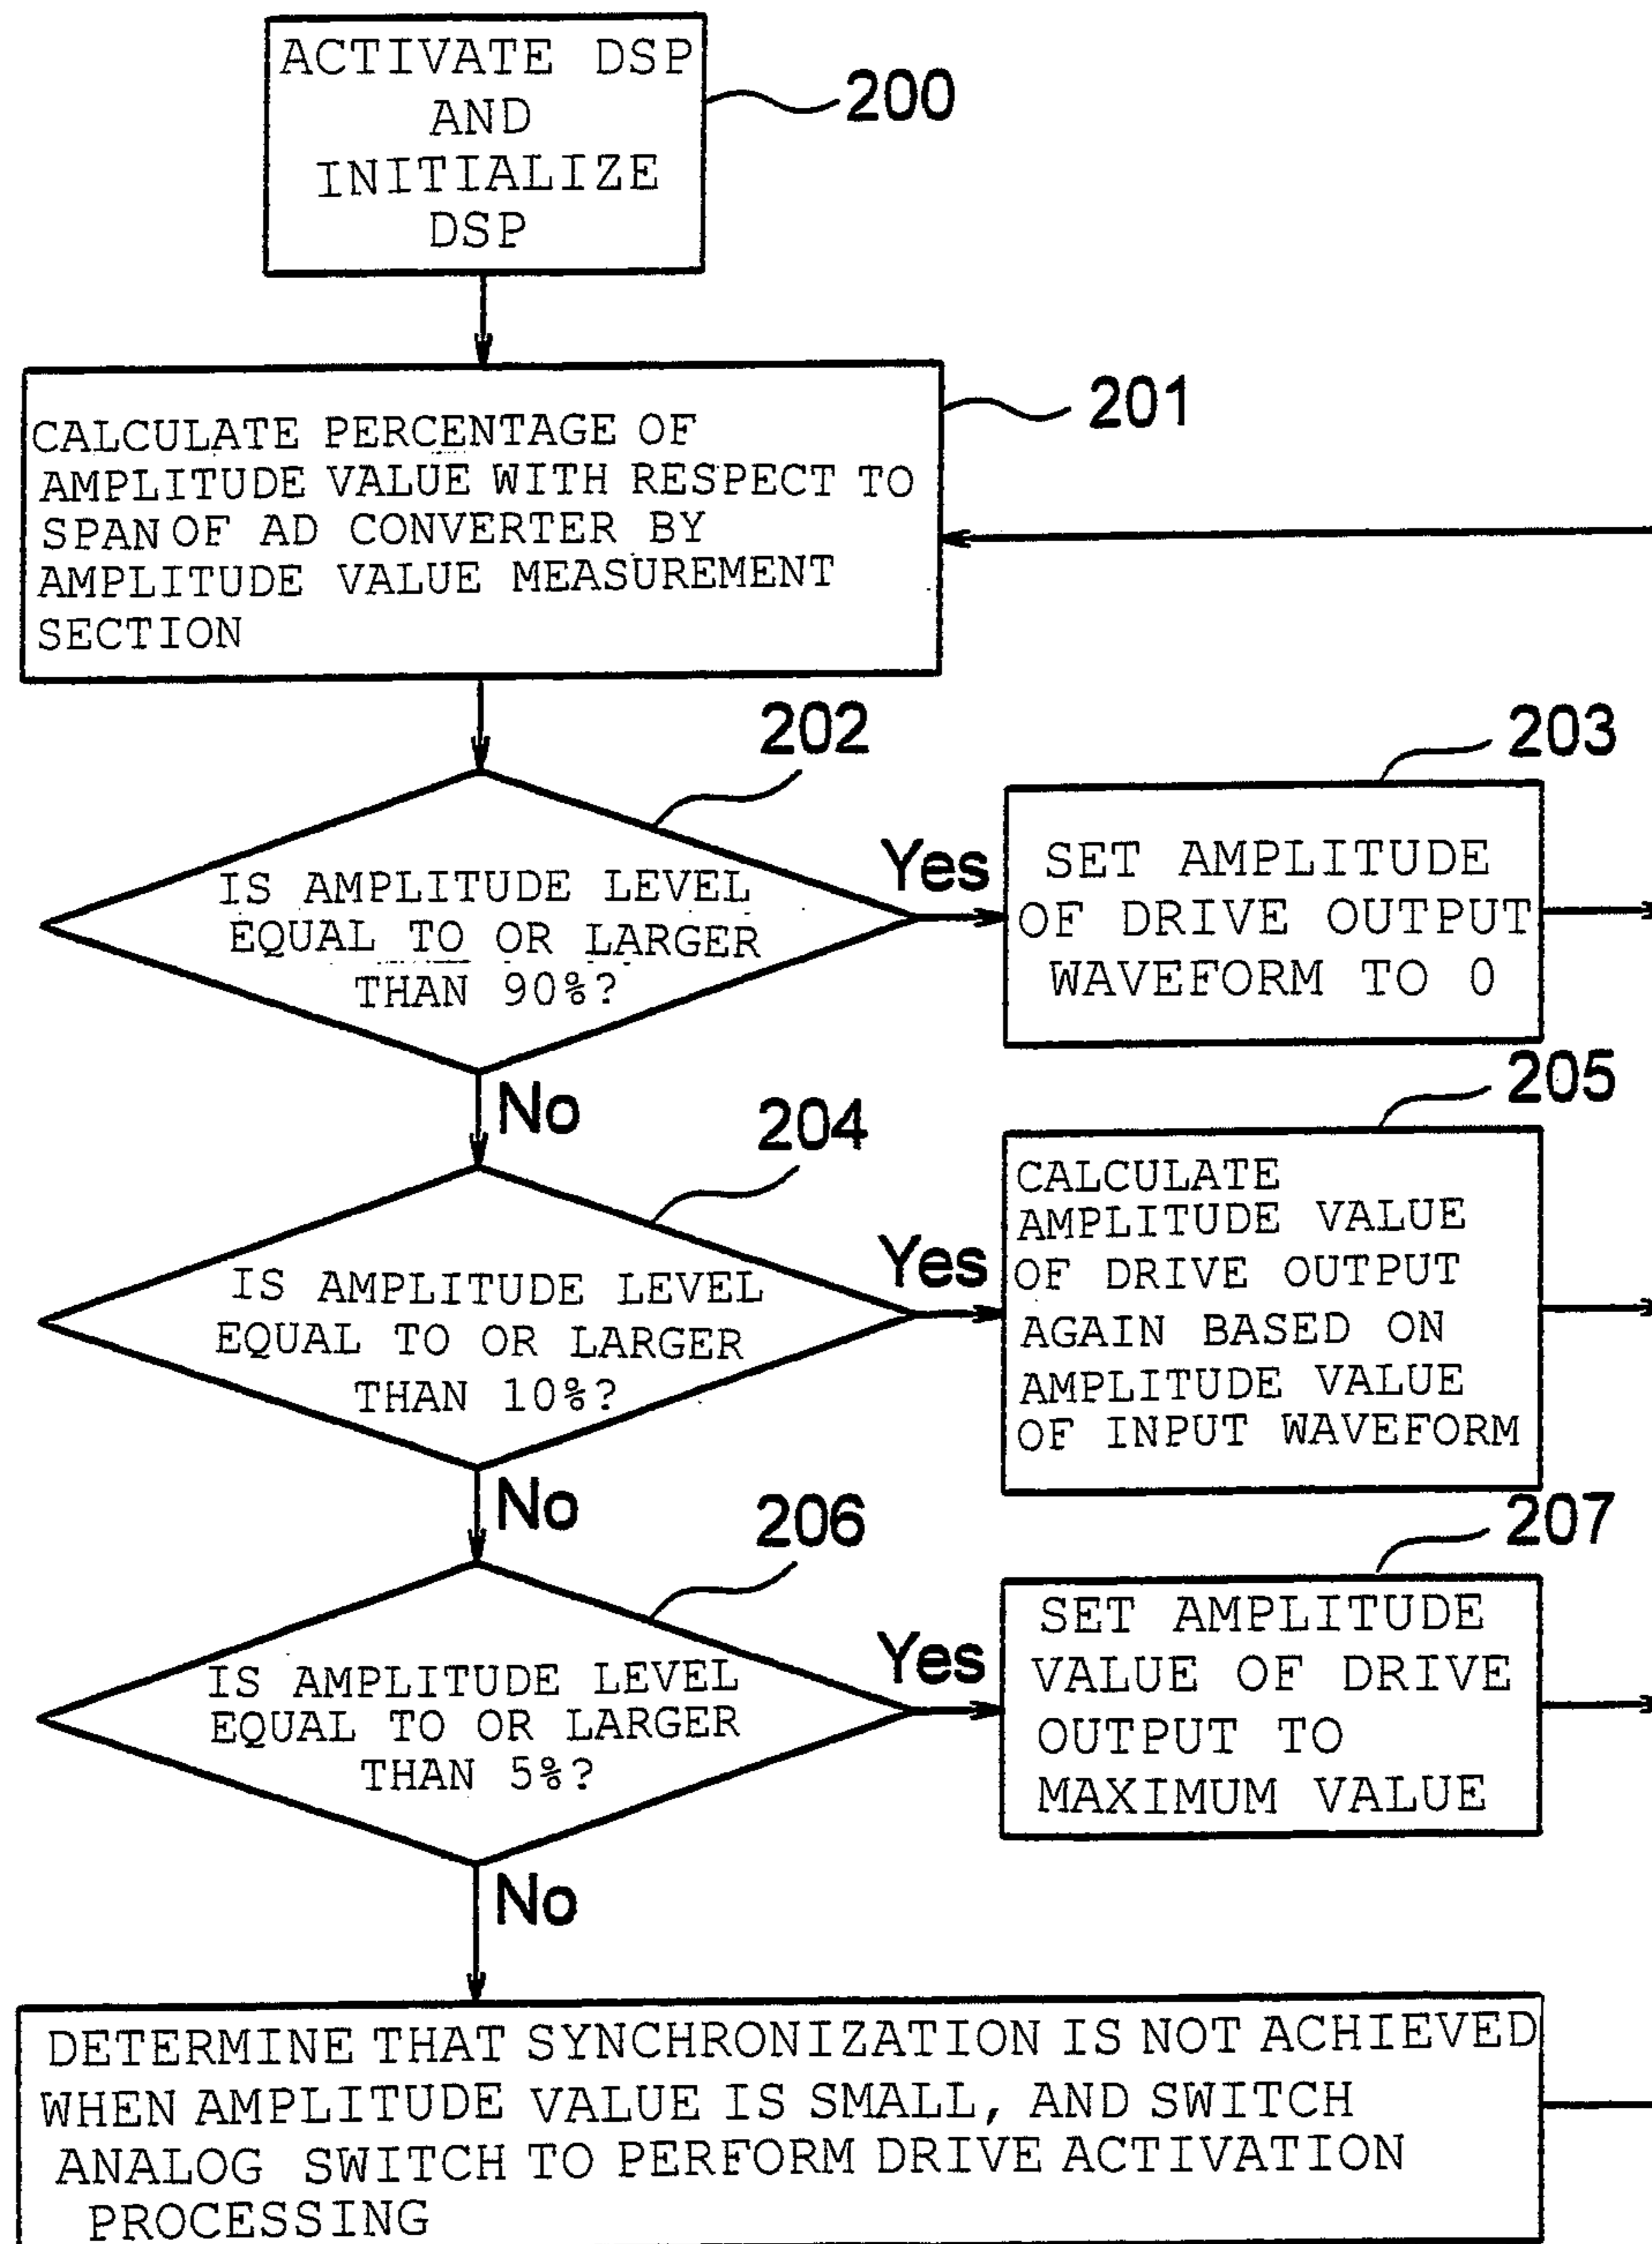 ACTIVATE DSP
AND
INITIALIZE
DSP
200
CALCULATE PERCENTAGE OF
AMPLITUDE VALUE WITH RESPECT TO
SPAN OF AD CONVERTER BY
AMPLITUDE VALUE MEASUREMENT
SECTION
201
202
IS AMPLITUDE LEVEL
EQUAL TO OR LARGER
THAN 90%?
Yes
203
SET AMPLITUDE
OF DRIVE OUTPUT
WAVEFORM TO 0
No
204
IS AMPLITUDE LEVEL
EQUAL TO OR LARGER
THAN 10%?
Yes
205
CALCULATE
AMPLITUDE VALUE
OF DRIVE OUTPUT
AGAIN BASED ON
AMPLITUDE VALUE
OF INPUT WAVEFORM
No
206
IS AMPLITUDE LEVEL
EQUAL TO OR LARGER
THAN 5%?
Yes
207
SET AMPLITUDE
VALUE OF DRIVE
OUTPUT TO
MAXIMUM VALUE
No
DETERMINE THAT SYNCHRONIZATION IS NOT ACHIEVED
WHEN AMPLITUDE VALUE IS SMALL, AND SWITCH
ANALOG SWITCH TO PERFORM DRIVE ACTIVATION
PROCESSING